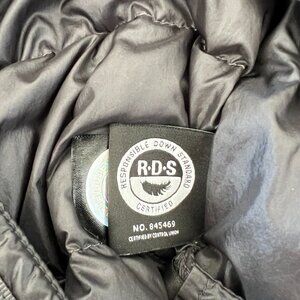 RESPONSIBLE DOWN STANDARD
R·D·S
CERTIFIED
NO. 845469
CERTIFIED BY CONTROL UNION